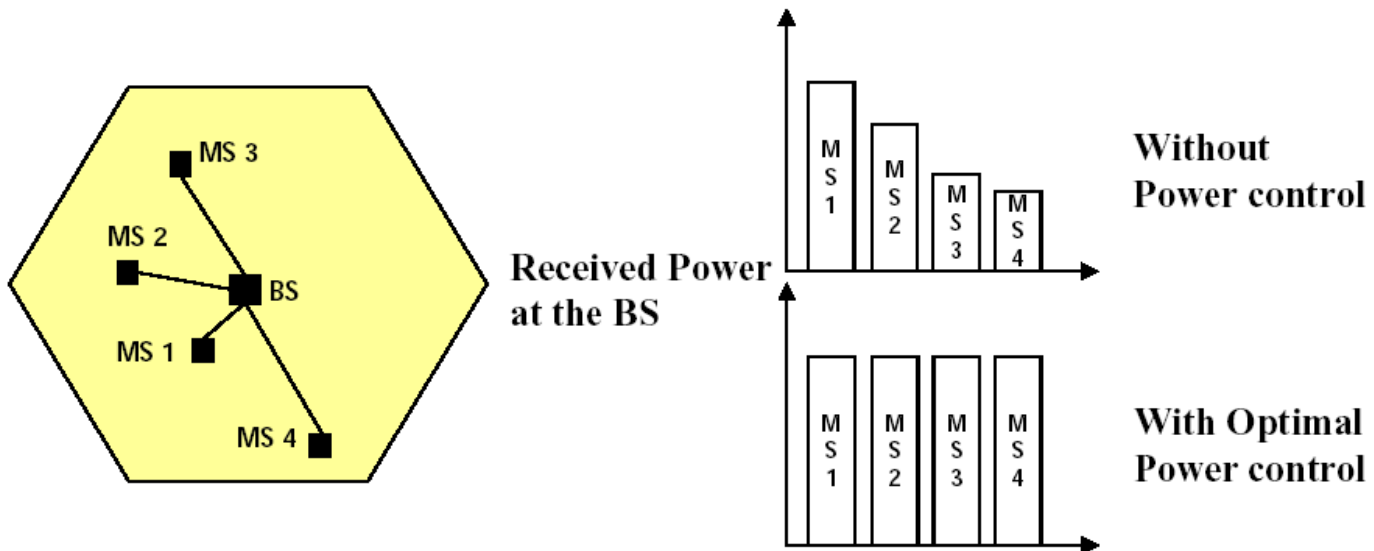 MS 3
MS 2
BS
MS 1
MS 4
Received Power
at the BS
M
S
1
M
S
2
M
S
3
M
S
4
Without
Power control
M
S
1
M
S
2
M
S
3
M
S
4
With Optimal
Power control